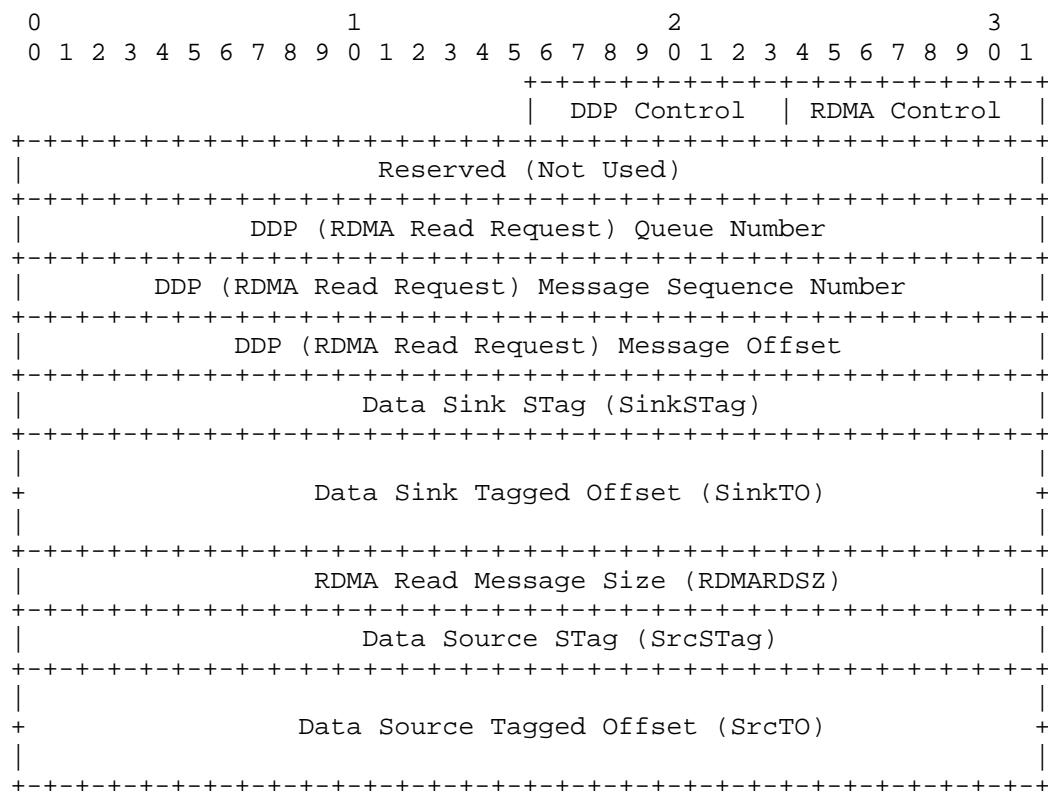 0                   1                   2                   3
 0 1 2 3 4 5 6 7 8 9 0 1 2 3 4 5 6 7 8 9 0 1 2 3 4 5 6 7 8 9 0 1
                                +-+-+-+-+-+-+-+-+-+-+-+-+-+-+-+-+
                                |  DDP Control  | RDMA Control  |
+-+-+-+-+-+-+-+-+-+-+-+-+-+-+-+-+-+-+-+-+-+-+-+-+-+-+-+-+-+-+-+-+
|                      Reserved (Not Used)                      |
+-+-+-+-+-+-+-+-+-+-+-+-+-+-+-+-+-+-+-+-+-+-+-+-+-+-+-+-+-+-+-+-+
|              DDP (RDMA Read Request) Queue Number             |
+-+-+-+-+-+-+-+-+-+-+-+-+-+-+-+-+-+-+-+-+-+-+-+-+-+-+-+-+-+-+-+-+
|        DDP (RDMA Read Request) Message Sequence Number        |
+-+-+-+-+-+-+-+-+-+-+-+-+-+-+-+-+-+-+-+-+-+-+-+-+-+-+-+-+-+-+-+-+
|             DDP (RDMA Read Request) Message Offset            |
+-+-+-+-+-+-+-+-+-+-+-+-+-+-+-+-+-+-+-+-+-+-+-+-+-+-+-+-+-+-+-+-+
|                     Data Sink STag (SinkSTag)                 |
+-+-+-+-+-+-+-+-+-+-+-+-+-+-+-+-+-+-+-+-+-+-+-+-+-+-+-+-+-+-+-+-+
|                                                               |
+                  Data Sink Tagged Offset (SinkTO)             +
|                                                               |
+-+-+-+-+-+-+-+-+-+-+-+-+-+-+-+-+-+-+-+-+-+-+-+-+-+-+-+-+-+-+-+-+
|                  RDMA Read Message Size (RDMARDSZ)            |
+-+-+-+-+-+-+-+-+-+-+-+-+-+-+-+-+-+-+-+-+-+-+-+-+-+-+-+-+-+-+-+-+
|                     Data Source STag (SrcSTag)                |
+-+-+-+-+-+-+-+-+-+-+-+-+-+-+-+-+-+-+-+-+-+-+-+-+-+-+-+-+-+-+-+-+
|                                                               |
+                 Data Source Tagged Offset (SrcTO)             +
|                                                               |
+-+-+-+-+-+-+-+-+-+-+-+-+-+-+-+-+-+-+-+-+-+-+-+-+-+-+-+-+-+-+-+-+